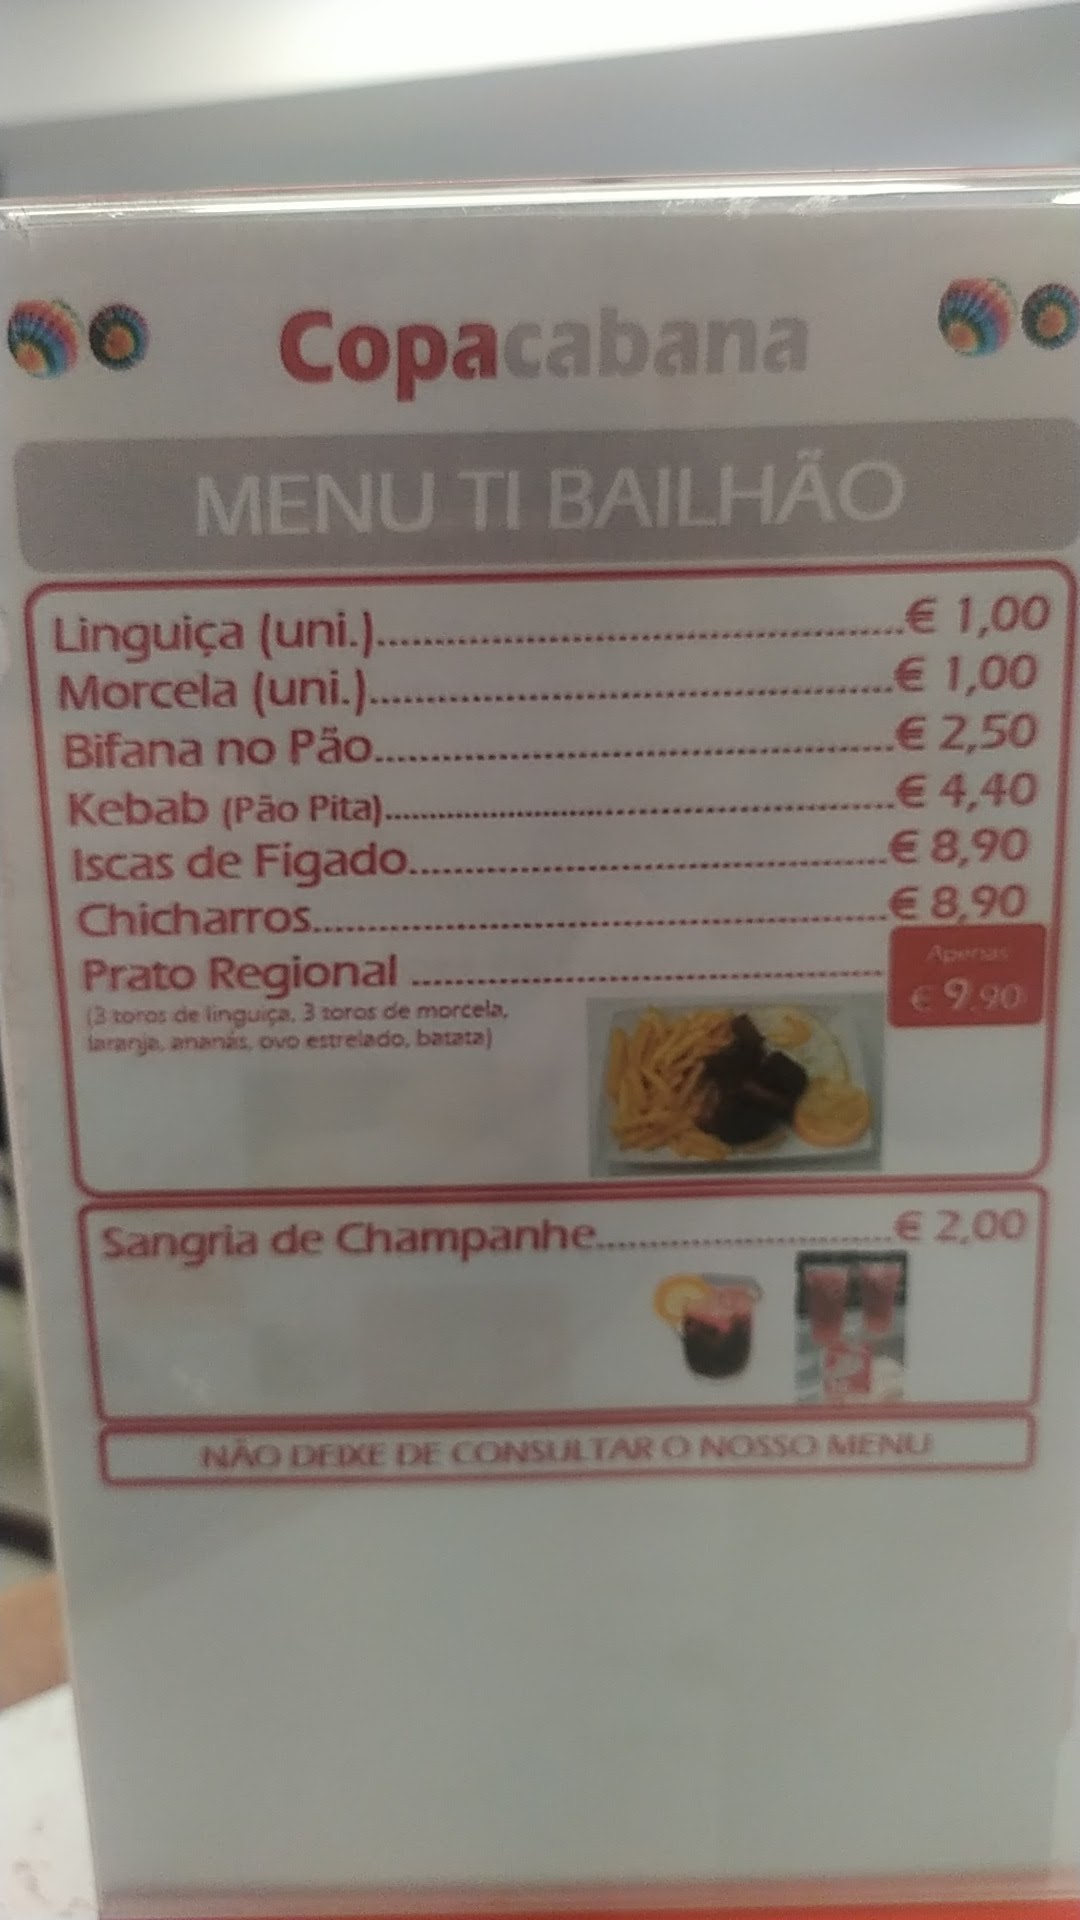 Copacabana
MENU TI BAILHÃO
Linguiça (uni.)..........€ 1,00
Morcela (uni.)..........€ 1,00
Bifana no Pão..........€ 2,50
Kebab (Pão Pita)..........€ 4,40
Iscas de Figado..........€ 8,90
Chicharros..........€ 8,90
Prato Regional .......... Apenas € 9,90
(3 toros de linguiça, 3 toros de morcela,
laranja, ananás, ovo estrelado, batata)
Sangria de Champanhe..........€ 2,00
NÃO DEIXE DE CONSULTAR O NOSSO MENU